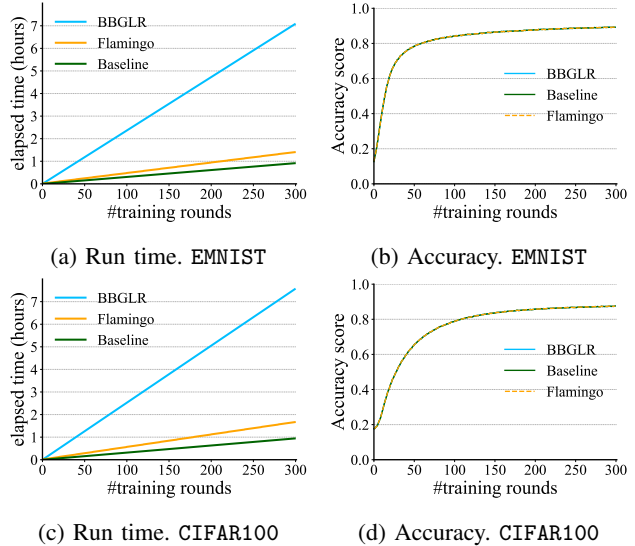 elapsed time (hours)
7
6
5
4
3
2
1
0
BBGLR
Flamingo
Baseline
0 50 100 150 200 250 300
#training rounds
(a) Run time. EMNIST
Accuracy score
1.0
0.8
0.6
0.4
0.2
0.0
BBGLR
Baseline
Flamingo
0 50 100 150 200 250 300
#training rounds
(b) Accuracy. EMNIST
elapsed time (hours)
7
6
5
4
3
2
1
0
BBGLR
Flamingo
Baseline
0 50 100 150 200 250 300
#training rounds
(c) Run time. CIFAR100
Accuracy score
1.0
0.8
0.6
0.4
0.2
0.0
BBGLR
Baseline
Flamingo
0 50 100 150 200 250 300
#training rounds
(d) Accuracy. CIFAR100